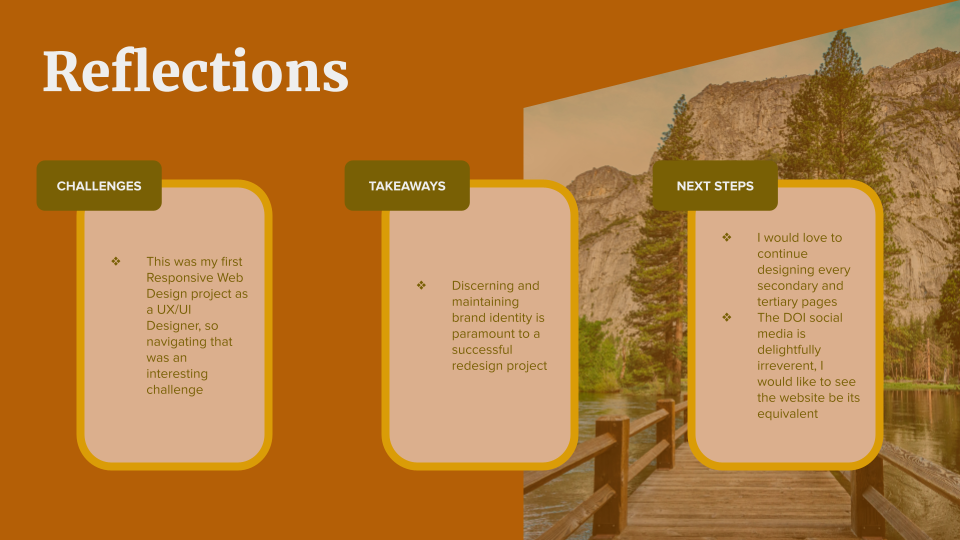 Reflections
CHALLENGES
❖ This was my first
Responsive Web
Design project as
a UX/UI
Designer, so
navigating that
was an
interesting
challenge
TAKEAWAYS
❖ Discerning and
maintaining
brand identity is
paramount to a
successful
redesign project
NEXT STEPS
❖ I would love to
continue
designing every
secondary and
tertiary pages
❖ The DOI social
media is
delightfully
irreverent, I
would like to see
the website be its
equivalent